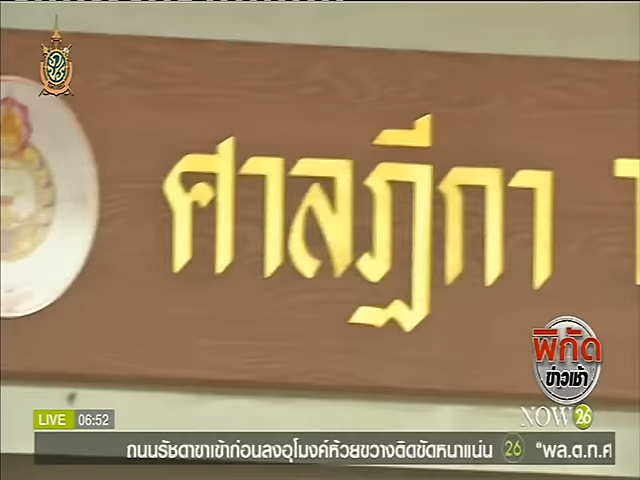 ศาลฎีกา
พิกัด
ข่าวเช้า
NOW 26
LIVE 06:52
ถนนรัชดาขาเข้าก่อนลงอุโมงค์ห้วยขวางติดขัดหนาแน่น 26 "พล.ต.ท.ศ